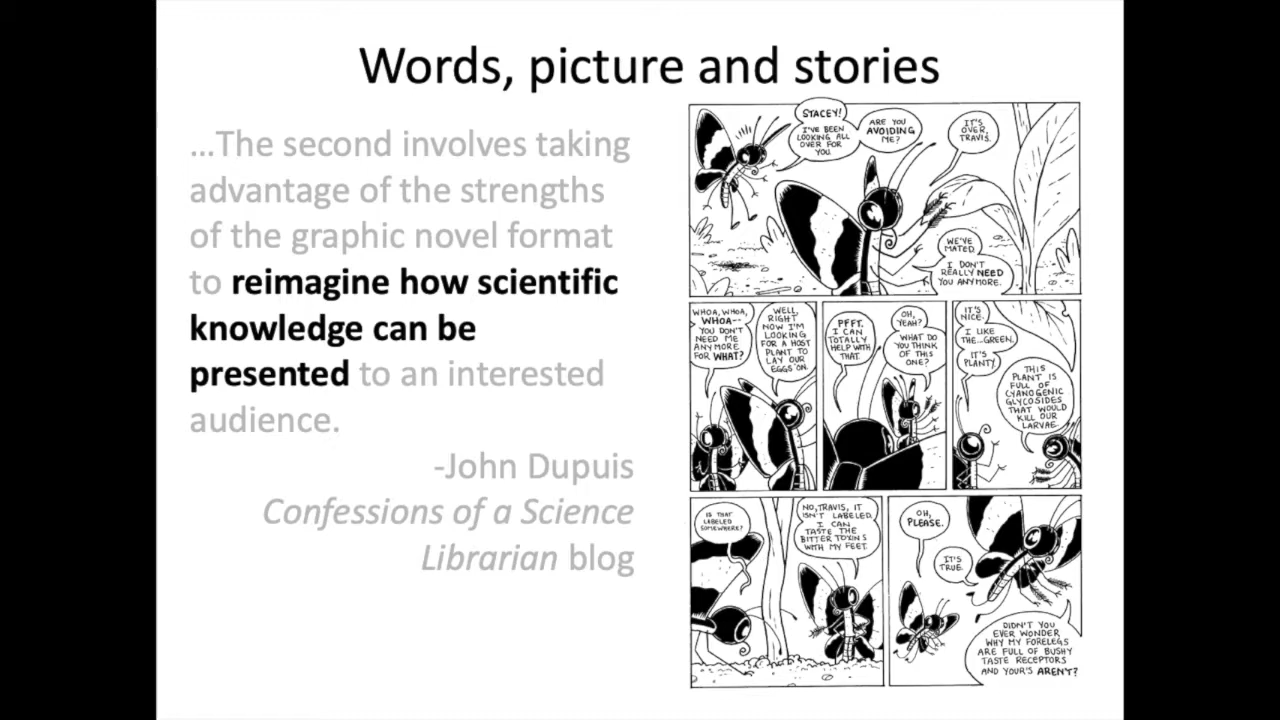 Words, picture and stories
...The second involves taking
advantage of the strengths
of the graphic novel format
to reimagine how scientific
knowledge can be
presented to an interested
audience.
-John Dupuis
Confessions of a Science
Librarian blog
STACEY!
I'VE BEEN
LOOKING ALL
OVER FOR
YOU.
ARE YOU
AVOIDING
ME?
IT'S
OVER,
TRAVIS.
WE'VE
MATED.
I DON'T
REALLY NEED
YOU ANYMORE.
WHOA, WHOA,
WHOA--
YOU DON'T
NEED ME
ANYMORE
FOR WHAT?
WELL,
RIGHT
NOW I'M
LOOKING
FOR A HOST
PLANT TO
LAY OUR
EGGS ON.
PFFT.
I CAN
TOTALLY
HELP WITH
THAT.
OH,
YEAH?
WHAT DO
YOU THINK
OF THIS
ONE?
IT'S
NICE.
I LIKE
THE...GREEN.
IT'S
PLANTY.
THIS
PLANT IS
FULL OF
CYANOGENIC
GLYCOSIDES
THAT WOULD
KILL OUR
LARVAE.
IS THAT
LABELED
SOMEWHERE?
NO, TRAVIS, IT
ISN'T LABELED.
I CAN
TASTE THE
BITTER TOXINS
WITH MY FEET.
OH,
PLEASE.
IT'S
TRUE.
DIDN'T YOU
EVER WONDER
WHY MY FORELEGS
ARE FULL OF BUSHY
TASTE RECEPTORS
AND YOUR'S AREN'T?